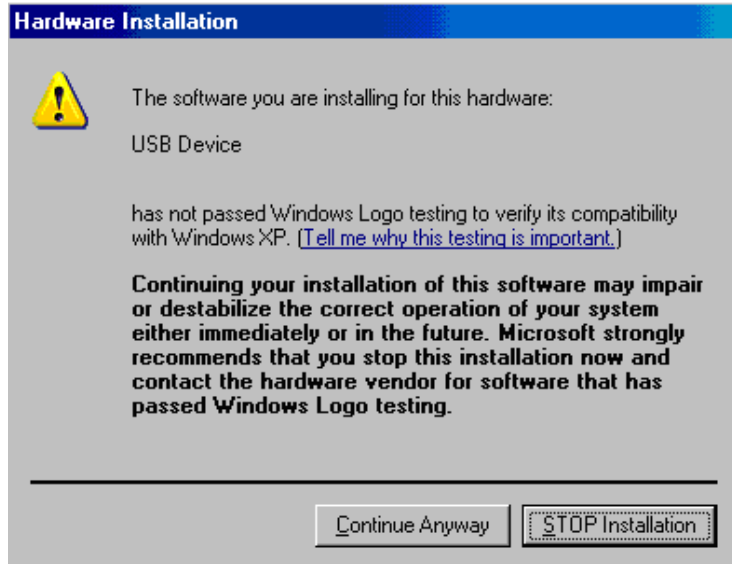 Hardware Installation
The software you are installing for this hardware:
USB Device
has not passed Windows Logo testing to verify its compatibility
with Windows XP. (Tell me why this testing is important.)
Continuing your installation of this software may impair
or destabilize the correct operation of your system
either immediately or in the future. Microsoft strongly
recommends that you stop this installation now and
contact the hardware vendor for software that has
passed Windows Logo testing.
Continue Anyway STOP Installation